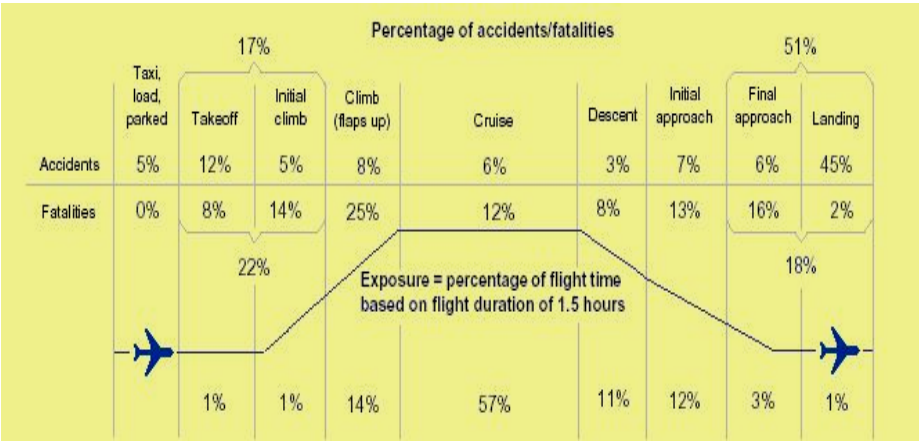 Percentage of accidents/fatalities
17% 51%
Taxi, load, parked Takeoff Initial climb Climb (flaps up) Cruise Descent Initial approach Final approach Landing
Accidents 5% 12% 5% 8% 6% 3% 7% 6% 45%
Fatalities 0% 8% 14% 25% 12% 8% 13% 16% 2%
22% 18%
Exposure = percentage of flight time
based on flight duration of 1.5 hours
1% 1% 14% 57% 11% 12% 3% 1%